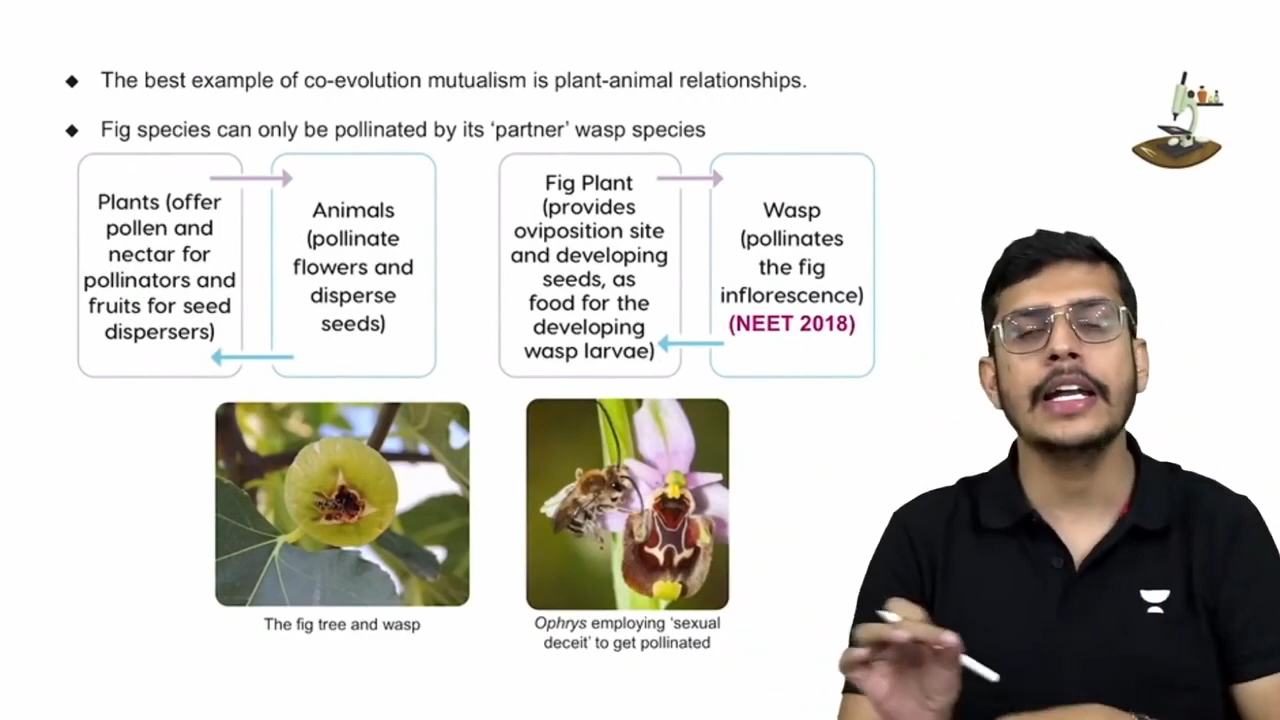 ◆ The best example of co-evolution mutualism is plant-animal relationships.
◆ Fig species can only be pollinated by its ‘partner’ wasp species
Plants (offer
pollen and
nectar for
pollinators and
fruits for seed
dispersers)
Animals
(pollinate
flowers and
disperse
seeds)
Fig Plant
(provides
oviposition site
and developing
seeds, as
food for the
developing
wasp larvae)
Wasp
(pollinates
the fig
inflorescence)
(NEET 2018)
The fig tree and wasp
Ophrys employing ‘sexual
deceit’ to get pollinated